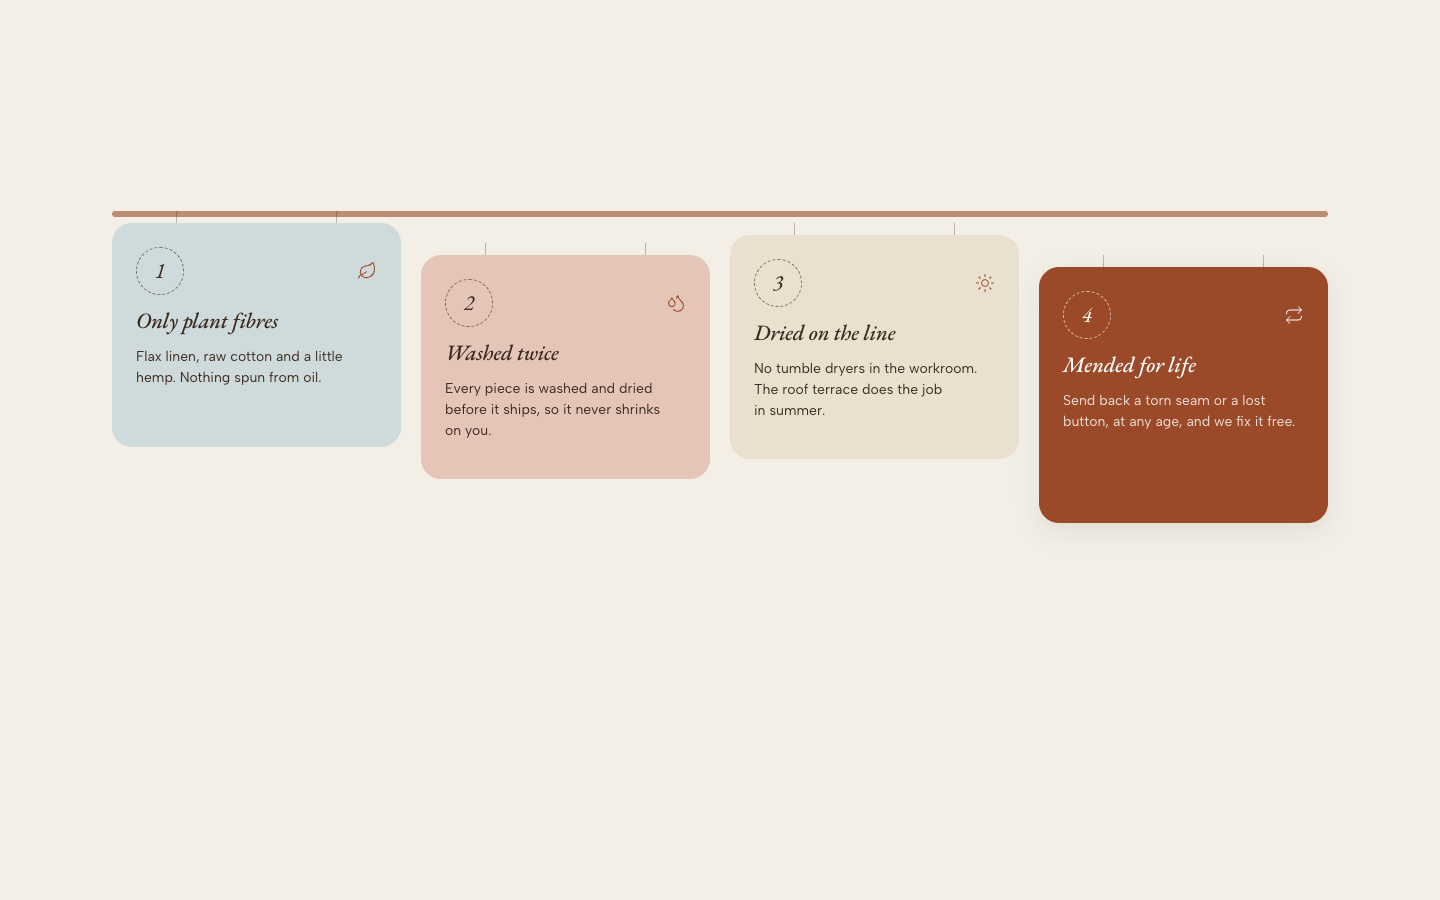 1
Only plant fibres
Flax linen, raw cotton and a little
hemp. Nothing spun from oil.
2
Washed twice
Every piece is washed and dried
before it ships, so it never shrinks
on you.
3
Dried on the line
No tumble dryers in the workroom.
The roof terrace does the job
in summer.
4
Mended for life
Send back a torn seam or a lost
button, at any age, and we fix it free.